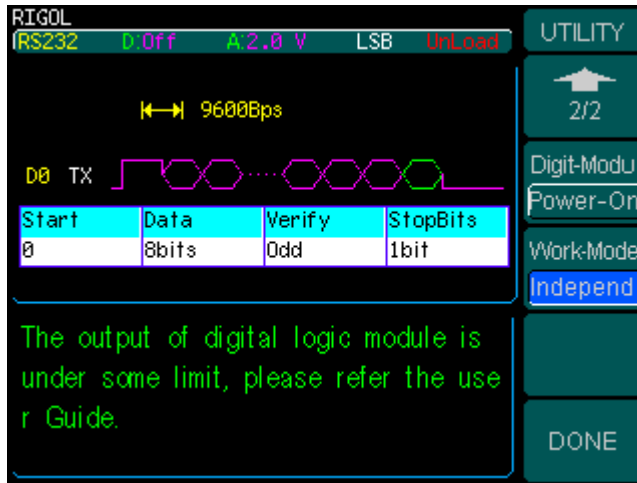 RIGOL
RS232 D:Off A:2.0 V LSB UnLoad
9600Bps
D0 TX
Start Data Verify StopBits
0 8bits Odd 1bit
The output of digital logic module is
under some limit, please refer the use
r Guide.
UTILITY
2/2
Digit-Modu
Power-On
Work-Mode
Independ
DONE